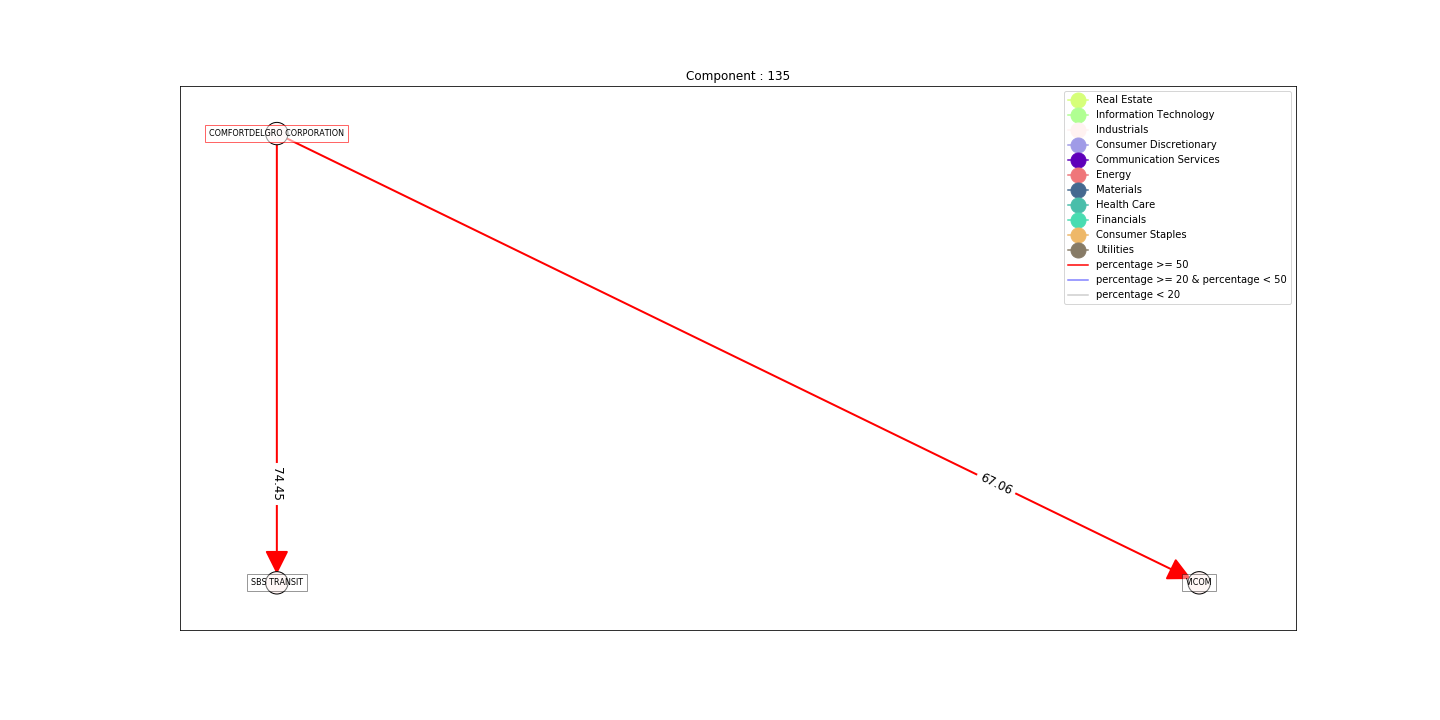 Component : 135
COMFORTDELGRO CORPORATION
Real Estate
Information Technology
Industrials
Consumer Discretionary
Communication Services
Energy
Materials
Health Care
Financials
Consumer Staples
Utilities
percentage >= 50
percentage >= 20 & percentage < 50
percentage < 20
74.45
67.06
SBS TRANSIT
VICOM